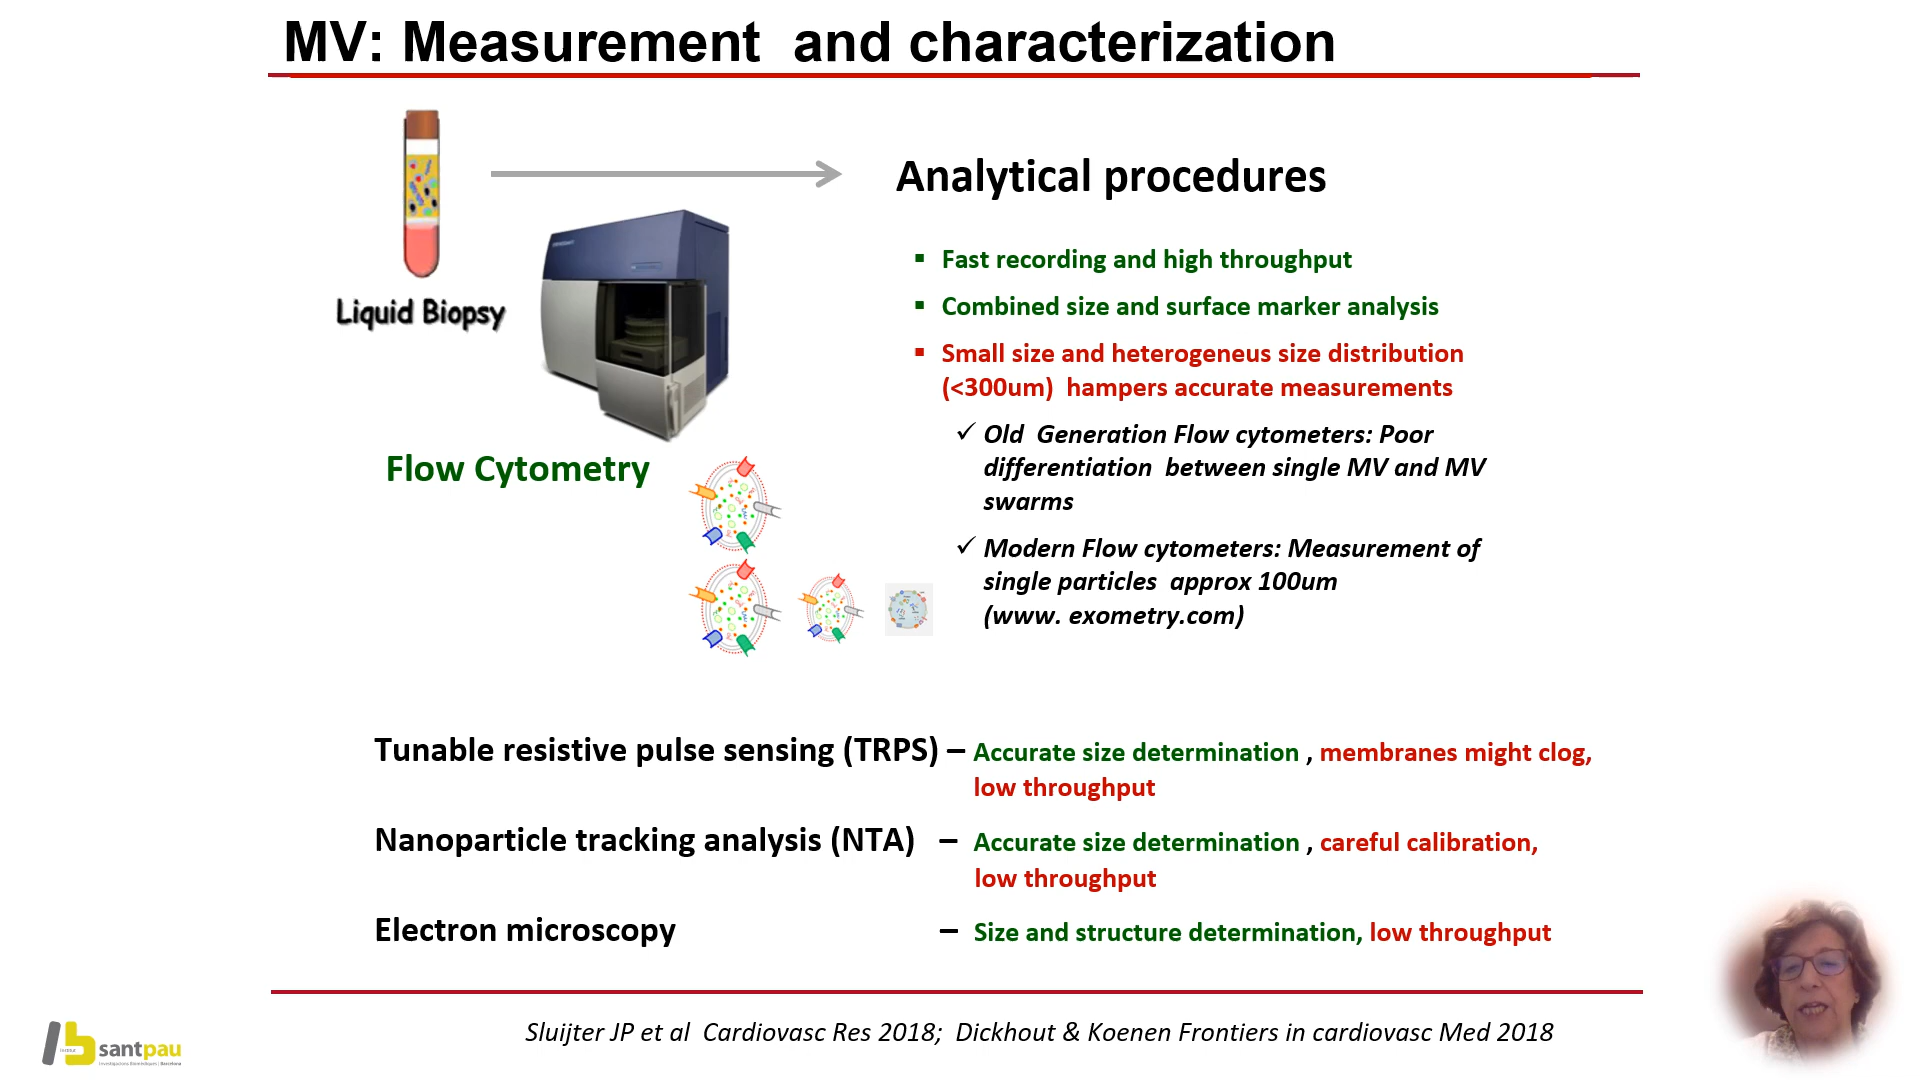 MV: Measurement and characterization
Analytical procedures
Liquid Biopsy
Flow Cytometry
▪ Fast recording and high throughput
▪ Combined size and surface marker analysis
▪ Small size and heterogeneus size distribution
(<300um) hampers accurate measurements
✓ Old Generation Flow cytometers: Poor
differentiation between single MV and MV
swarms
✓ Modern Flow cytometers: Measurement of
single particles approx 100um
(www. exometry.com)
Tunable resistive pulse sensing (TRPS) – Accurate size determination , membranes might clog,
low throughput
Nanoparticle tracking analysis (NTA) – Accurate size determination , careful calibration,
low throughput
Electron microscopy – Size and structure determination, low throughput
Sluijter JP et al Cardiovasc Res 2018; Dickhout & Koenen Frontiers in cardiovasc Med 2018
santpau